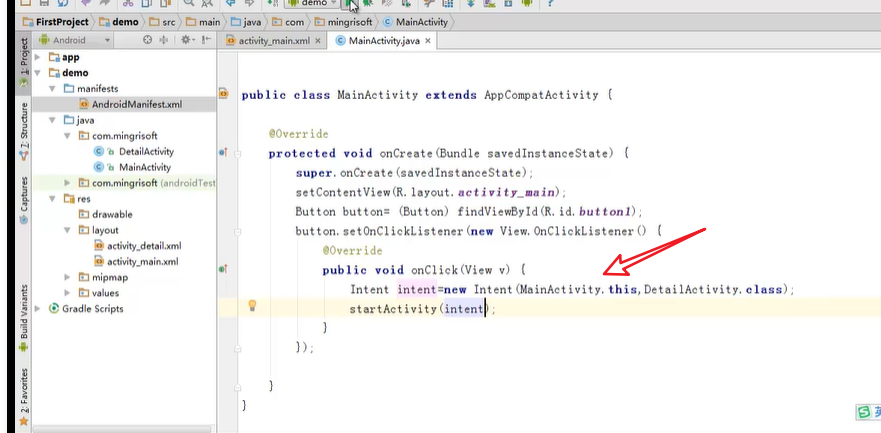 demo
FirstProject demo src main java com mingrisoft MainActivity
1: Project
7: Structure
Captures
Build Variants
2: Favorites
Android
app
demo
manifests
AndroidManifest.xml
java
com.mingrisoft
DetailActivity
MainActivity
com.mingrisoft (androidTest
res
drawable
layout
activity_detail.xml
activity_main.xml
mipmap
values
Gradle Scripts
activity_main.xml MainActivity.java
public class MainActivity extends AppCompatActivity {
@Override
protected void onCreate(Bundle savedInstanceState) {
super.onCreate(savedInstanceState);
setContentView(R.layout.activity_main);
Button button= (Button) findViewById(R.id.button1);
button.setOnClickListener(new View.OnClickListener() {
@Override
public void onClick(View v) {
Intent intent=new Intent(MainActivity.this,DetailActivity.class);
startActivity(intent);
}
});
}
}
英